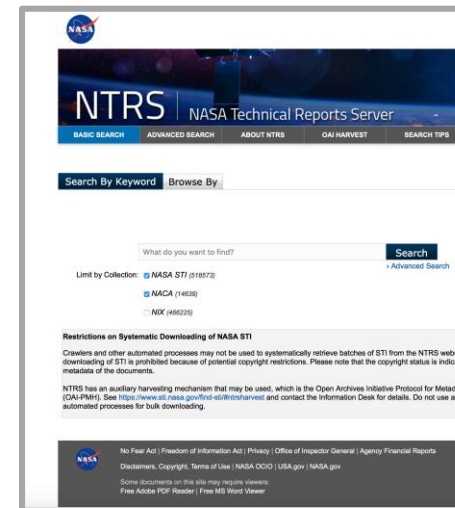 NASA
NTRS NASA Technical Reports Server
BASIC SEARCH ADVANCED SEARCH ABOUT NTRS OAI HARVEST SEARCH TIPS
Search By Keyword Browse By
What do you want to find? Search
› Advanced Search
Limit by Collection: NASA STI (518573)
NACA (14639)
NIX (466225)
Restrictions on Systematic Downloading of NASA STI
Crawlers and other automated processes may not be used to systematically retrieve batches of STI from the NTRS
downloading of STI is prohibited because of potential copyright restrictions. Please note that the copyright status is
metadata of the documents.
NTRS has an auxiliary harvesting mechanism that may be used, which is the Open Archives Initiative Protocol for
(OAI-PMH). See https://www.sti.nasa.gov/find-sti/#ntrsharvest and contact the Information Desk for details. Do not use
automated processes for bulk downloading.
NASA
No Fear Act | Freedom of Information Act | Privacy | Office of Inspector General | Agency Financial Reports
Disclaimers, Copyright, Terms of Use | NASA OCIO | USA.gov | NASA.gov
Some documents on this site may require viewers:
Free Adobe PDF Reader | Free MS Word Viewer